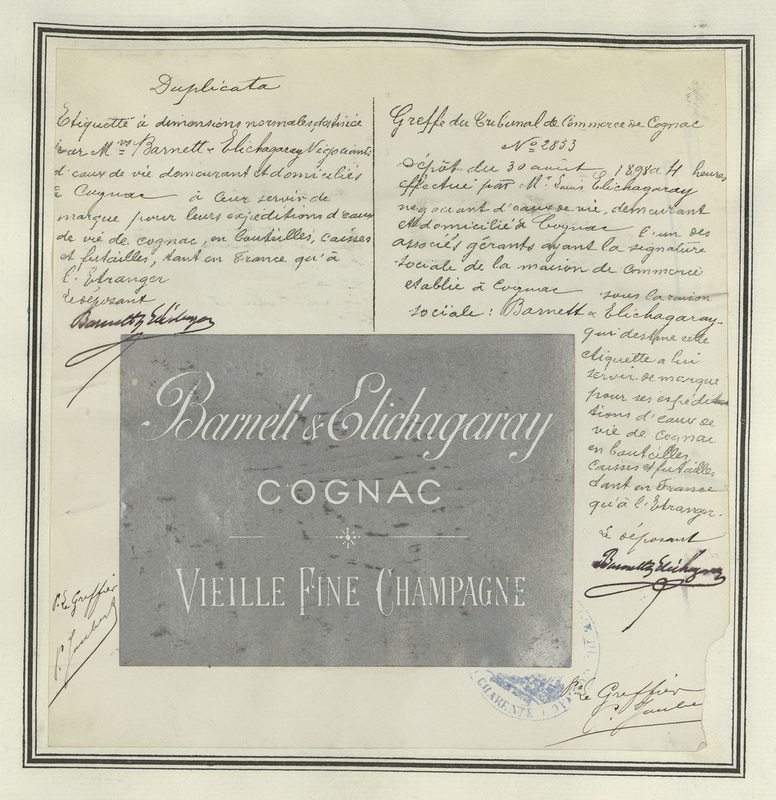 Duplicata
Etiquette à dimensions normales, destinée
par Mrs Barnett & Elichagaray Négociants
d'eaux de vie demeurant et domiciliés
à Cognac à leur servir de
marque pour leurs expéditions d'eaux
de vie de cognac, en bouteilles, caisses
et futailles, tant en France qu'à
l'Etranger
Le déposant
Barnett & Elichagaray
Greffe du Tribunal de Commerce de Cognac
No 2853
Dépôt du 30 août 1898 à 4 heures
effectué par Mr Louis Elichagaray
négociant d'eaux de vie, demeurant
et domicilié à Cognac l'un des
associés gérants ayant la signature
sociale de la maison de commerce
établie à Cognac sous la raison
sociale : Barnett & Elichagaray
qui destine cette
étiquette à lui
servir de marque
pour ses expédi
tions d'eaux de
vie de cognac
en bouteilles
caisses et futailles
tant en France
qu'à l'Etranger.
Le déposant
Barnett & Elichagaray
Barnett & Elichagaray
COGNAC
VIEILLE FINE CHAMPAGNE
P. Le Greffier
P. Le Greffier
CHARENTE